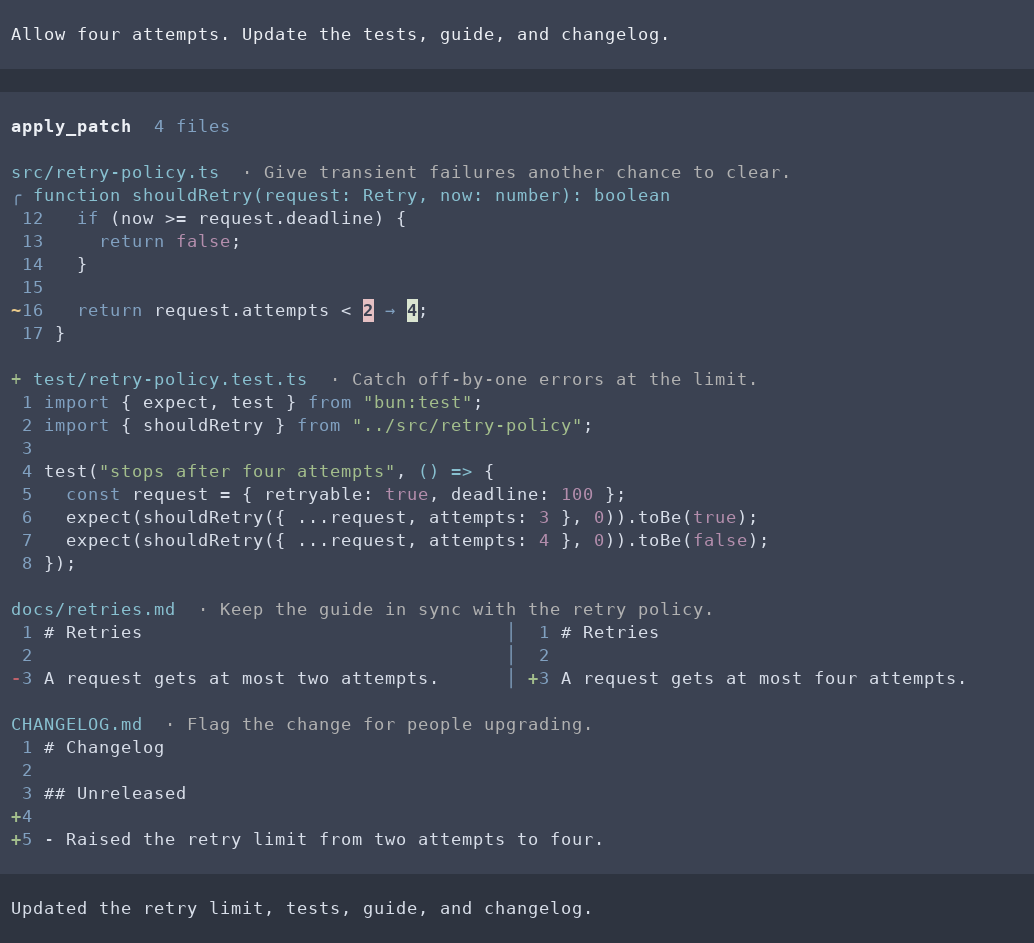 Allow four attempts. Update the tests, guide, and changelog.
apply_patch  4 files
src/retry-policy.ts  · Give transient failures another chance to clear.
╭ function shouldRetry(request: Retry, now: number): boolean
 12   if (now >= request.deadline) {
 13     return false;
 14   }
 15
~16   return request.attempts < 2 → 4;
 17 }
+ test/retry-policy.test.ts  · Catch off-by-one errors at the limit.
 1 import { expect, test } from "bun:test";
 2 import { shouldRetry } from "../src/retry-policy";
 3
 4 test("stops after four attempts", () => {
 5   const request = { retryable: true, deadline: 100 };
 6   expect(shouldRetry({ ...request, attempts: 3 }, 0)).toBe(true);
 7   expect(shouldRetry({ ...request, attempts: 4 }, 0)).toBe(false);
 8 });
docs/retries.md  · Keep the guide in sync with the retry policy.
 1 # Retries                                 │  1 # Retries
 2                                           │  2
-3 A request gets at most two attempts.      │ +3 A request gets at most four attempts.
CHANGELOG.md  · Flag the change for people upgrading.
 1 # Changelog
 2
 3 ## Unreleased
+4
+5 - Raised the retry limit from two attempts to four.
Updated the retry limit, tests, guide, and changelog.